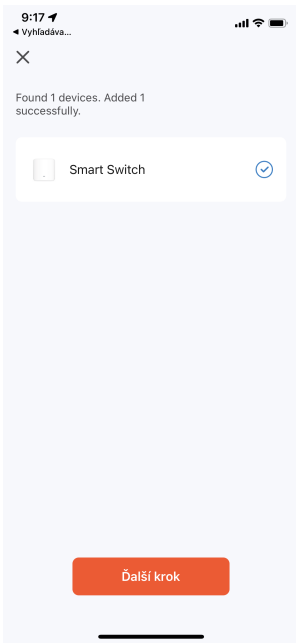 9:17
◀ Vyhľadáva...
Found 1 devices. Added 1
successfully.
Smart Switch
Ďalší krok